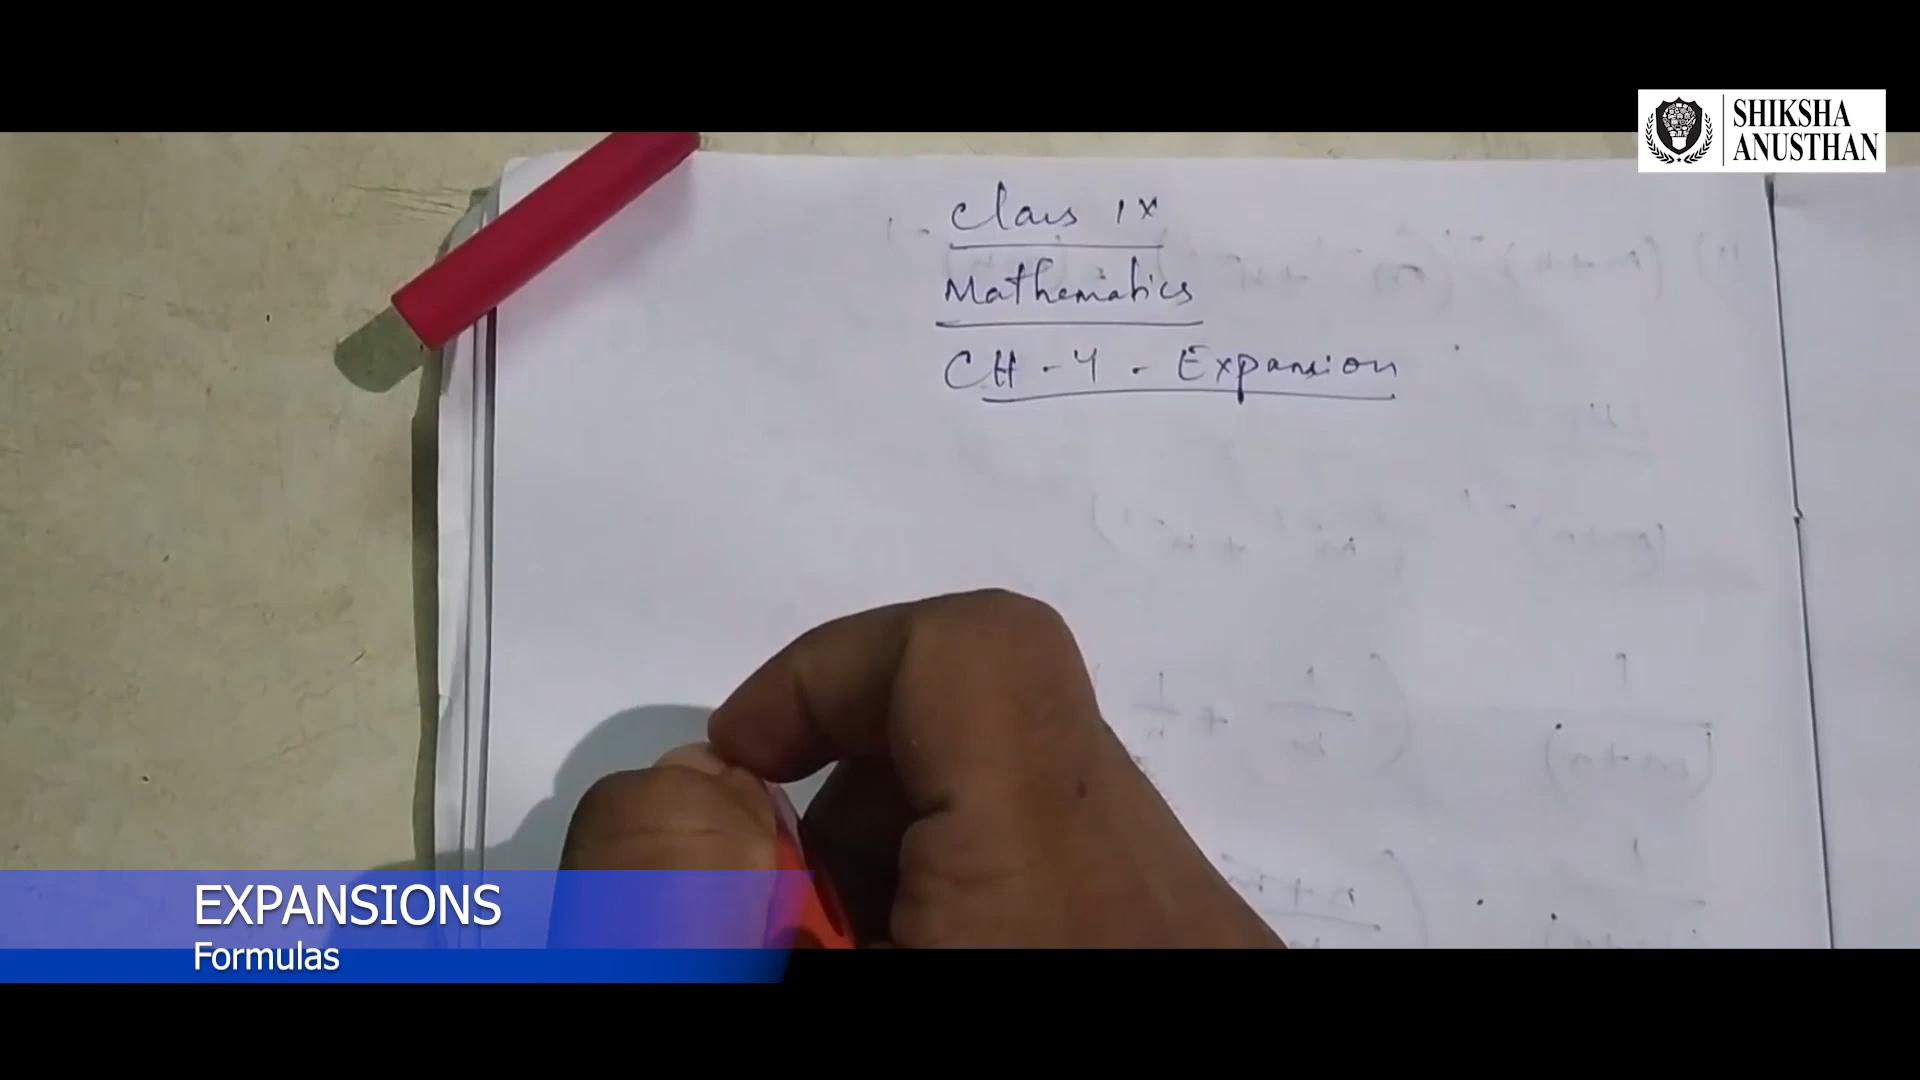 SHIKSHA
ANUSTHAN
Class IX
Mathematics
CH - 4 - Expansion
EXPANSIONS
Formulas